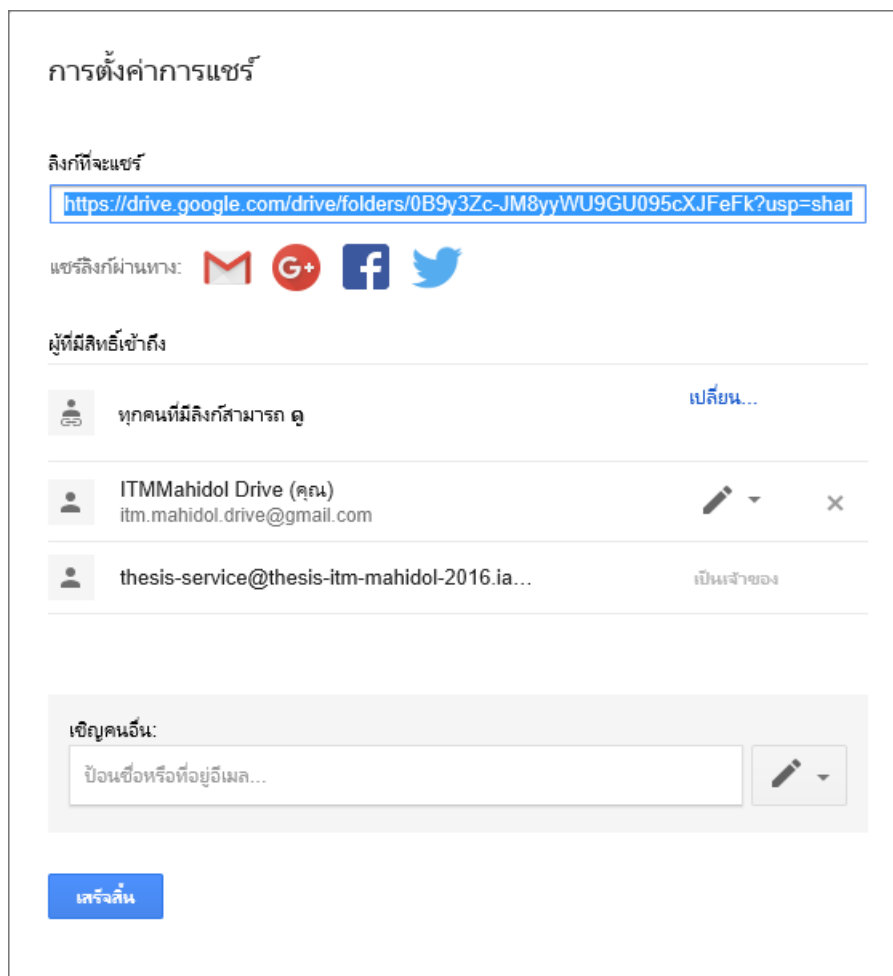 การตั้งค่าการแชร์
ลิงก์ที่จะแชร์
https://drive.google.com/drive/folders/0B9y3Zc-JM8yyWU9GU095cXJFeFk?usp=shar
แชร์ลิงก์ผ่านทาง:
ผู้ที่มีสิทธิ์เข้าถึง
ทุกคนที่มีลิงก์สามารถ ดู เปลี่ยน...
ITMMahidol Drive (คุณ)
itm.mahidol.drive@gmail.com
thesis-service@thesis-itm-mahidol-2016.ia... เป็นเจ้าของ
เชิญคนอื่น:
ป้อนชื่อหรือที่อยู่อีเมล...
เสร็จสิ้น